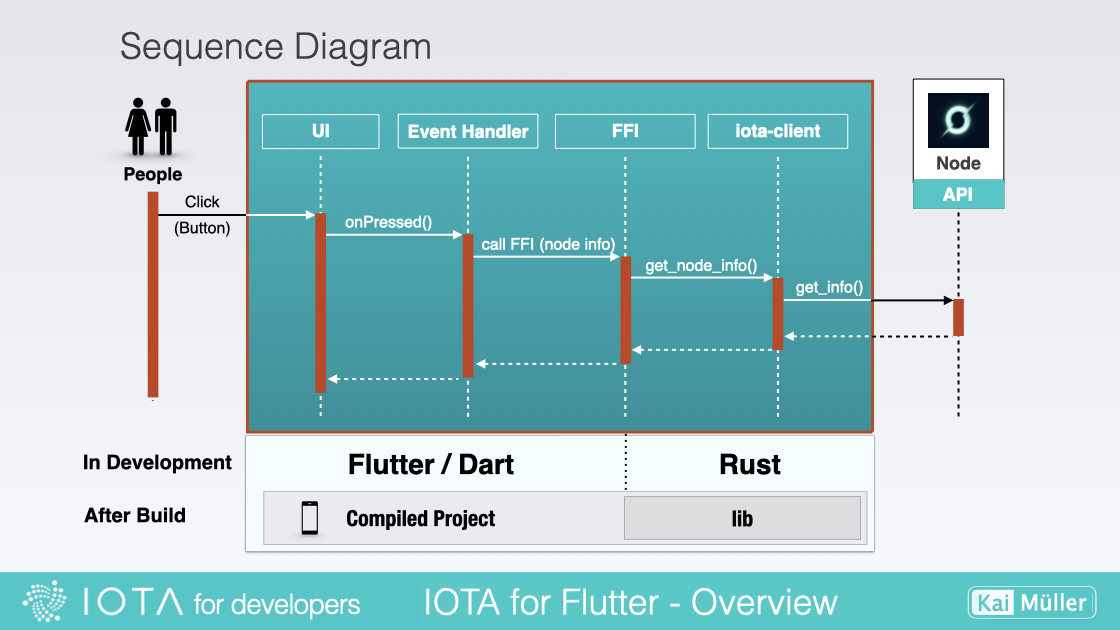 Sequence Diagram
People
UI
Event Handler
FFI
iota-client
Node
API
Click
(Button)
onPressed()
call FFI (node info)
get_node_info()
get_info()
In Development
Flutter / Dart
Rust
After Build
Compiled Project
lib
IOTA for developers
IOTA for Flutter - Overview
Kai Müller